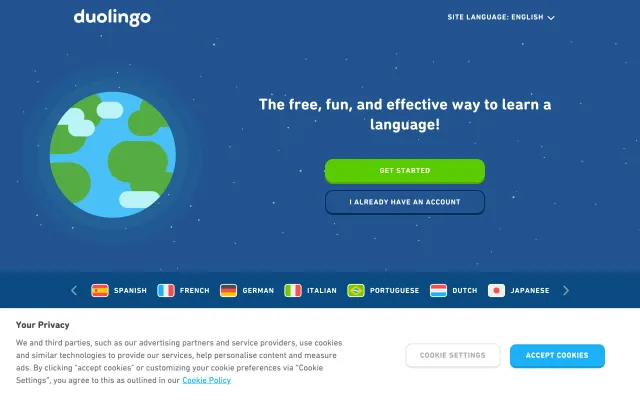 duolingo
SITE LANGUAGE: ENGLISH
The free, fun, and effective way to learn a
language!
GET STARTED
I ALREADY HAVE AN ACCOUNT
SPANISH
FRENCH
GERMAN
ITALIAN
PORTUGUESE
DUTCH
JAPANESE
Your Privacy
We and third parties, such as our advertising partners and service providers, use cookies
and similar technologies to provide our services, help personalise content and measure
ads. By clicking "accept cookies" or customizing your cookie preferences via "Cookie
Settings", you agree to this as outlined in our Cookie Policy
COOKIE SETTINGS
ACCEPT COOKIES